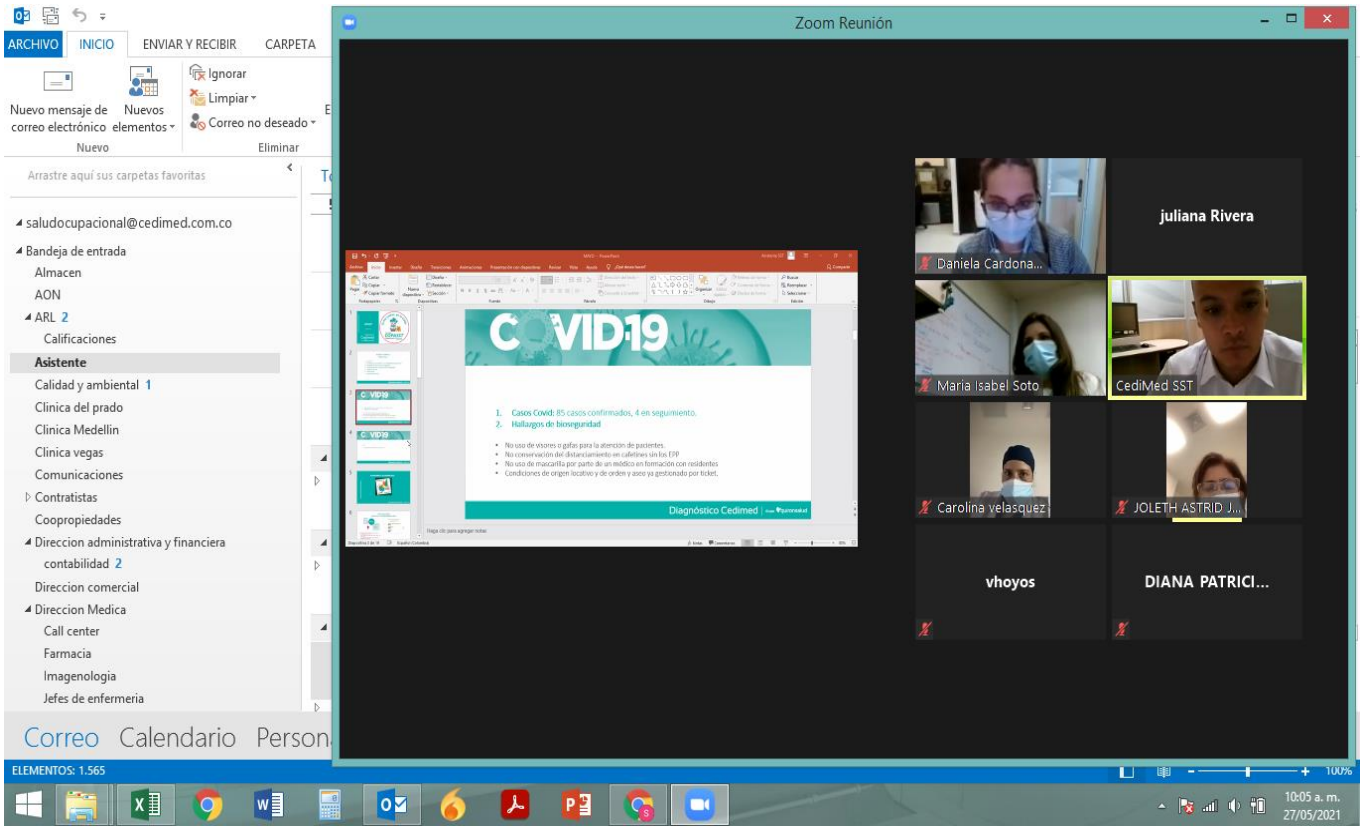 Zoom Reunión
ARCHIVO INICIO ENVIAR Y RECIBIR CARPETA
Nuevo mensaje de correo electrónico
Nuevos elementos
Ignorar
Limpiar
Correo no deseado
Nuevo
Eliminar
Arrastre aquí sus carpetas favoritas
saludocupacional@cedimed.com.co
Bandeja de entrada
Almacen
AON
ARL 2
Calificaciones
Asistente
Calidad y ambiental 1
Clinica del prado
Clinica Medellin
Clinica vegas
Comunicaciones
Contratistas
Coopropiedades
Direccion administrativa y financiera
contabilidad 2
Direccion comercial
Direccion Medica
Call center
Farmacia
Imagenologia
Jefes de enfermeria
Correo Calendario Person
ELEMENTOS: 1.565
COVID-19
1. Casos Covid: 85 casos confirmados, 4 en seguimiento.
2. Hallazgos de bioseguridad
• No uso de visores o gafas para la atención de pacientes.
• No conservación del distanciamiento en cafetines sin los EPP
• No uso de mascarilla por parte de un médico en formación con residentes
• Condiciones de origen locativo y de orden y aseo ya gestionado por ticket.
Diagnóstico Cedimed
Haga clic para agregar notas
Daniela Cardona...
juliana Rivera
Maria Isabel Soto
CediMed SST
Carolina velasquez
JOLETH ASTRID J...
vhoyos
DIANA PATRICI...
100%
10:05 a. m.
27/05/2021